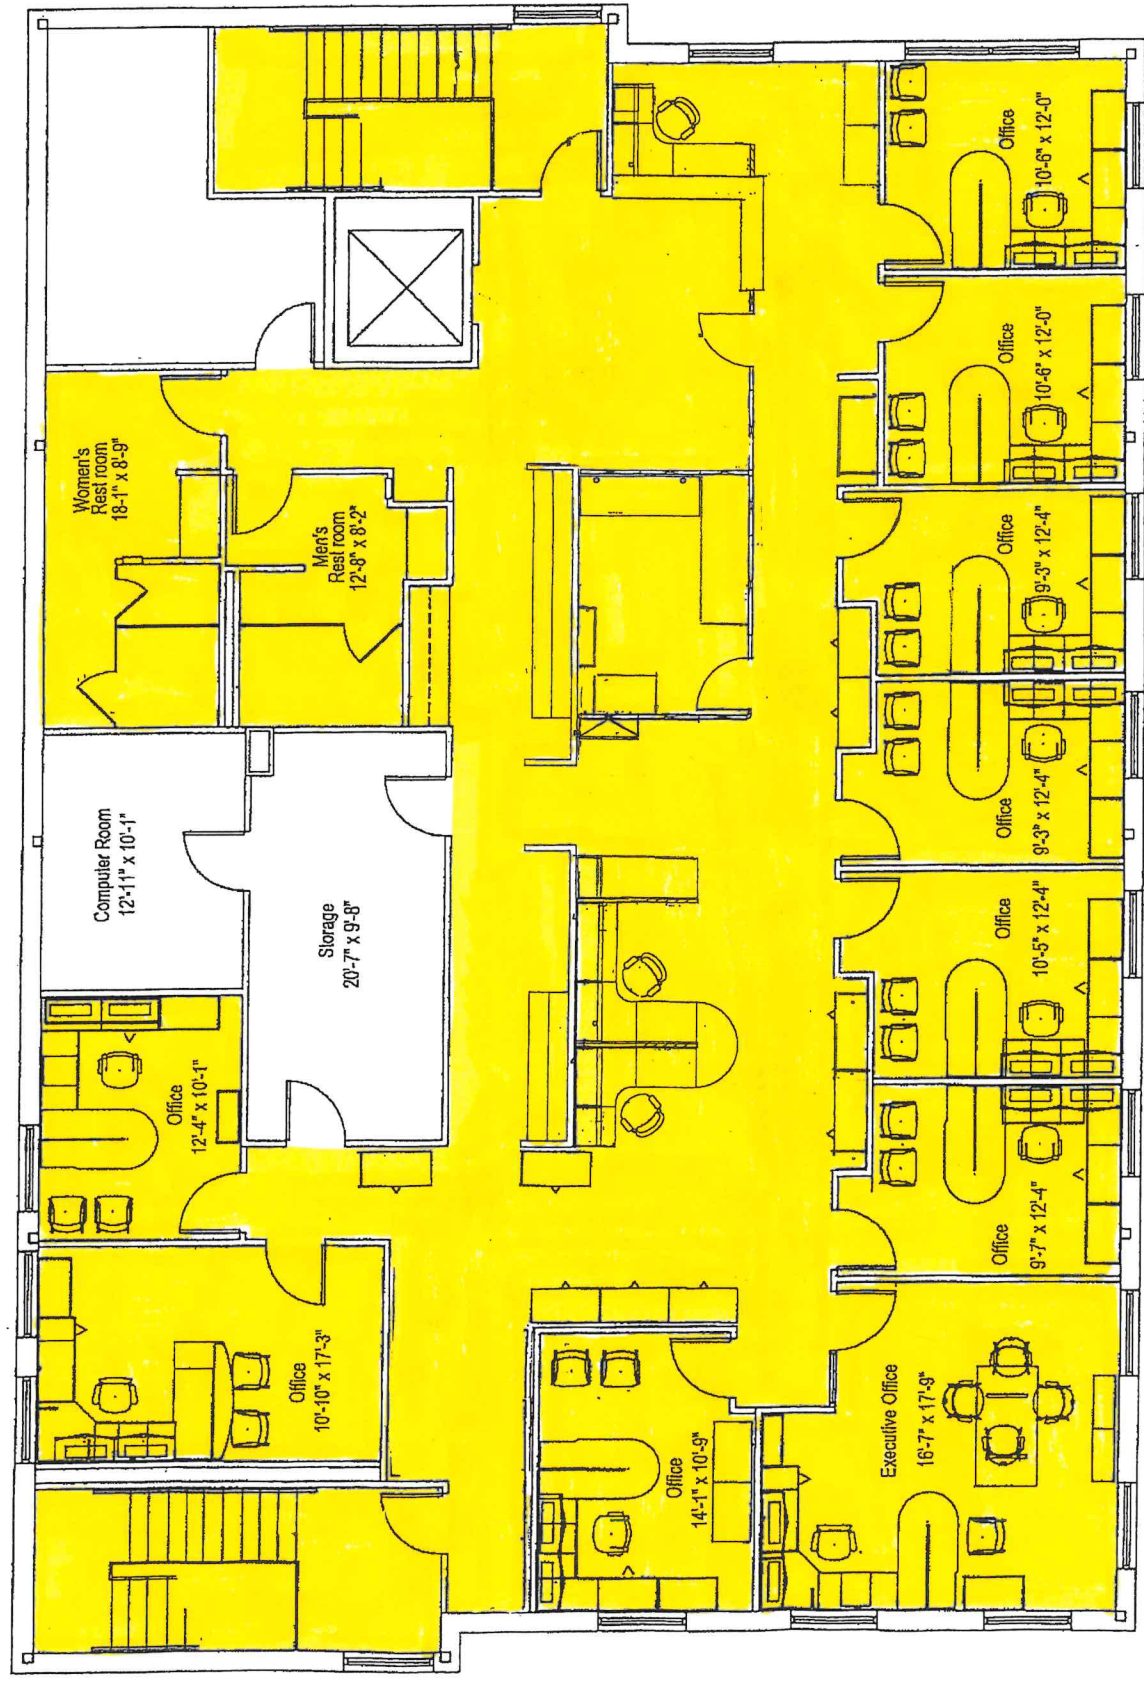 Women's
Rest room
18-1" x 8'-9"
Men's
Rest room
12'-8" x 8'-2"
Computer Room
12'-11" x 10'-1"
Storage
20'-7" x 9'-8"
Office
12'-4" x 10'-1"
Office
10'-10" x 17'-3"
Office
14'-1" x 10'-9"
Executive Office
16'-7" x 17'-9"
Office
9'-7" x 12'-4"
Office
10'-5" x 12'-4"
Office
9'-3" x 12'-4"
Office
9'-3" x 12'-4"
Office
10'-6" x 12'-0"
Office
10'-6" x 12'-0"